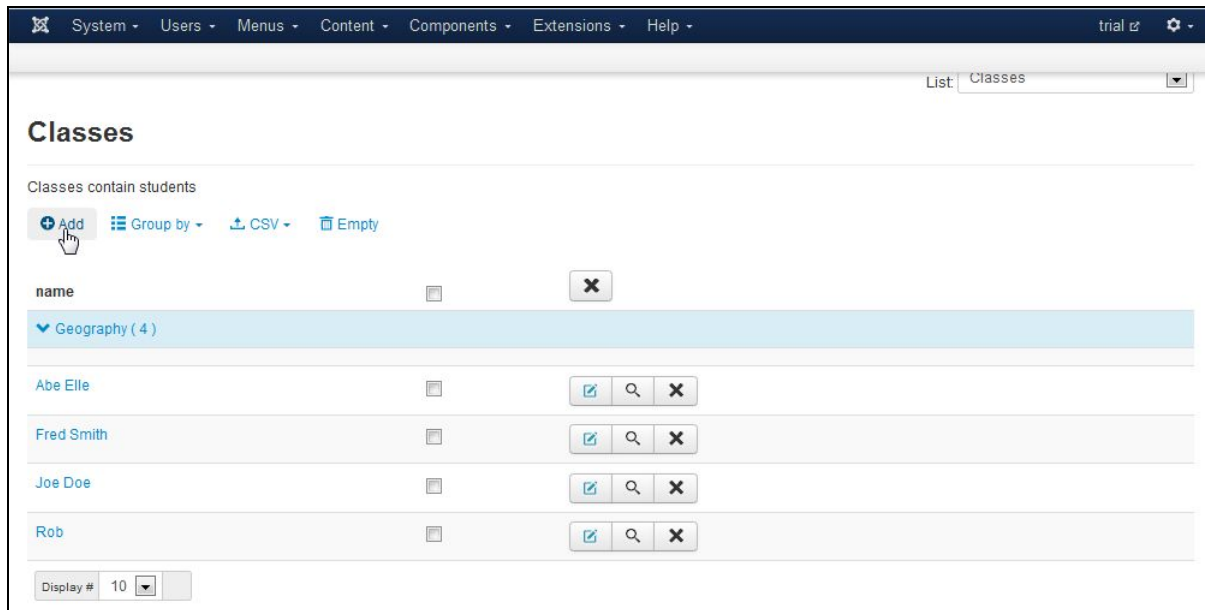 System Users Menus Content Components Extensions Help trial
List: Classes
Classes
Classes contain students
Add Group by CSV Empty
name
Geography ( 4 )
Abe Elle
Fred Smith
Joe Doe
Rob
Display # 10